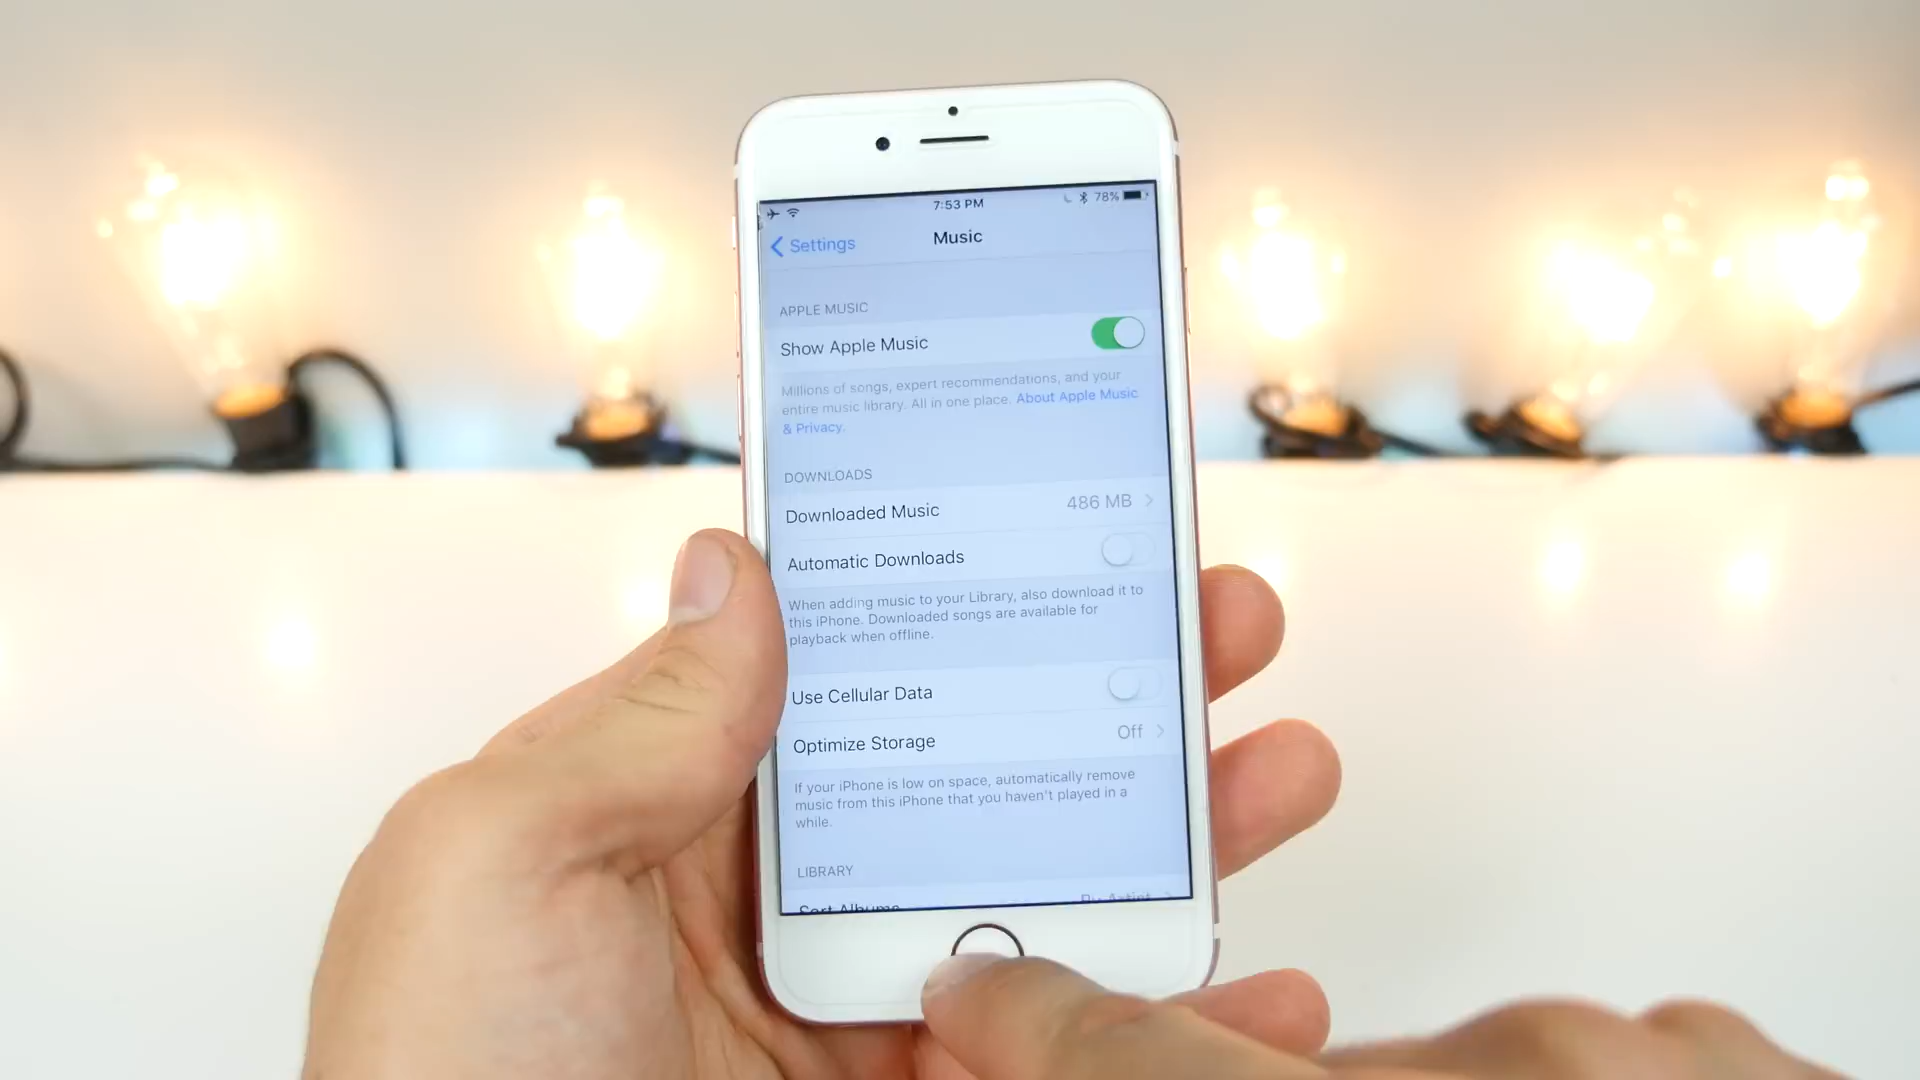 7:53 PM 78%
Settings Music
APPLE MUSIC
Show Apple Music
Millions of songs, expert recommendations, and your
entire music library. All in one place. About Apple Music
& Privacy.
DOWNLOADS
Downloaded Music 486 MB
Automatic Downloads
When adding music to your Library, also download it to
this iPhone. Downloaded songs are available for
playback when offline.
Use Cellular Data
Optimize Storage Off
If your iPhone is low on space, automatically remove
music from this iPhone that you haven't played in a
while.
LIBRARY
Sort Albums By Artist